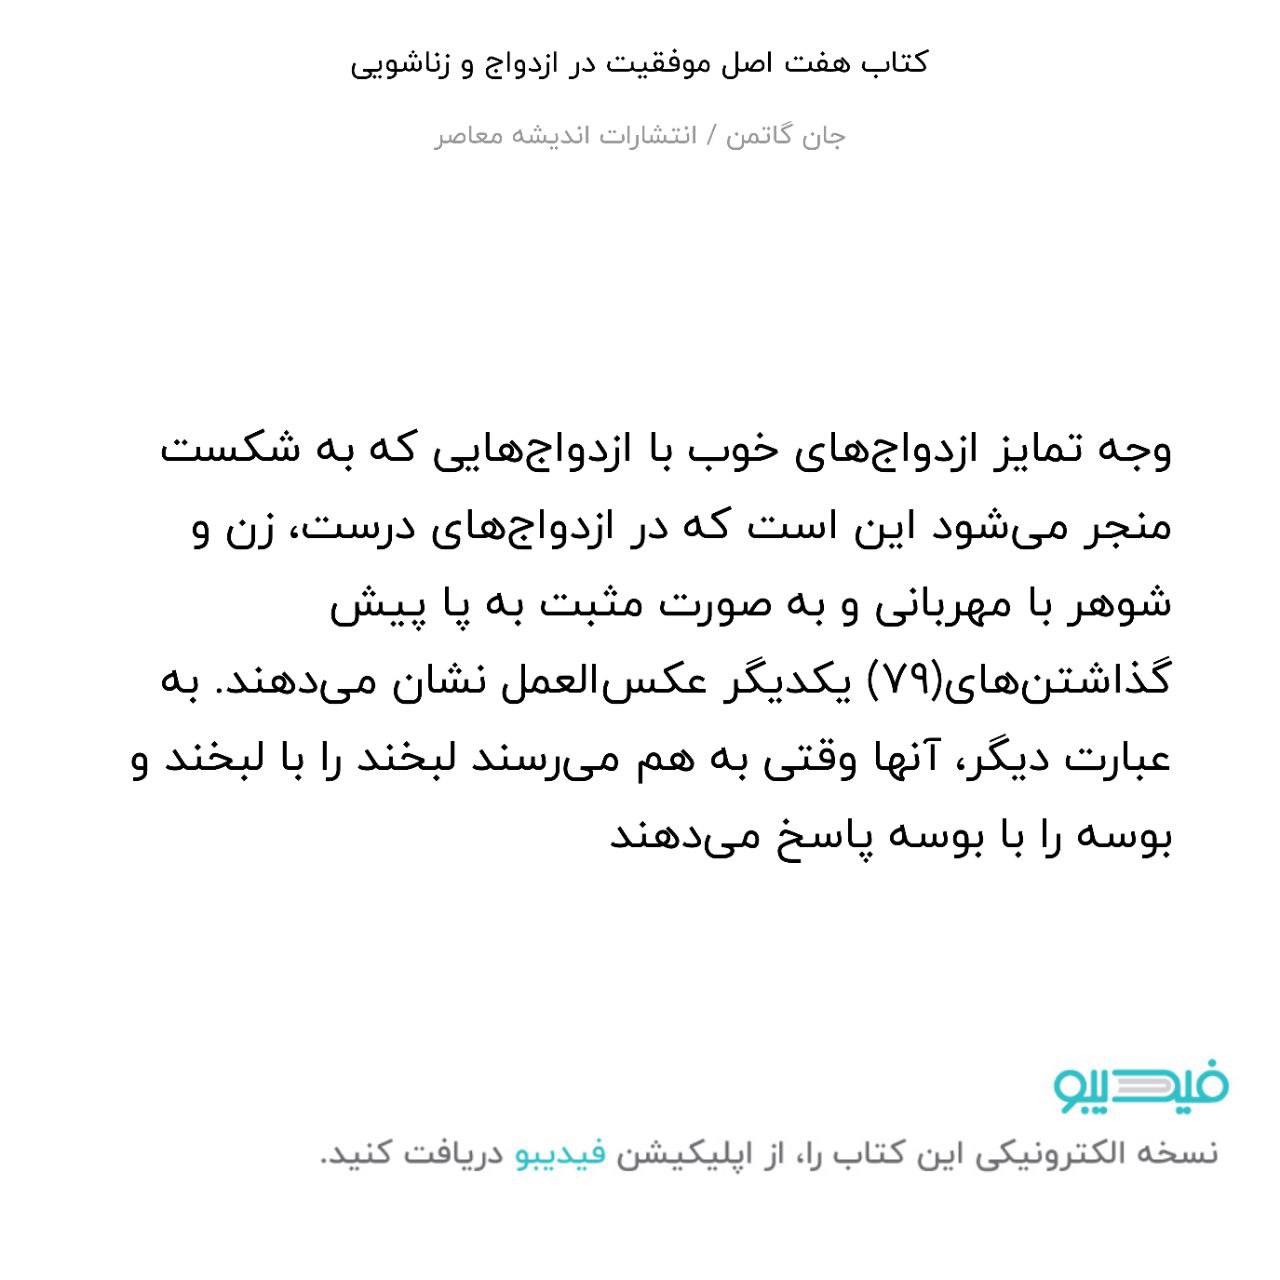 کتاب هفت اصل موفقیت در ازدواج و زناشویی
جان گاتمن / انتشارات اندیشه معاصر
وجه تمایز ازدواج‌های خوب با ازدواج‌هایی که به شکست
منجر می‌شود این است که در ازدواج‌های درست، زن و
شوهر با مهربانی و به صورت مثبت به پا پیش
گذاشتن‌های(۷۹) یکدیگر عکس‌العمل نشان می‌دهند. به
عبارت دیگر، آنها وقتی به هم می‌رسند لبخند را با لبخند و
بوسه را با بوسه پاسخ می‌دهند
فیدیبو
نسخه الکترونیکی این کتاب را، از اپلیکیشن فیدیبو دریافت کنید.